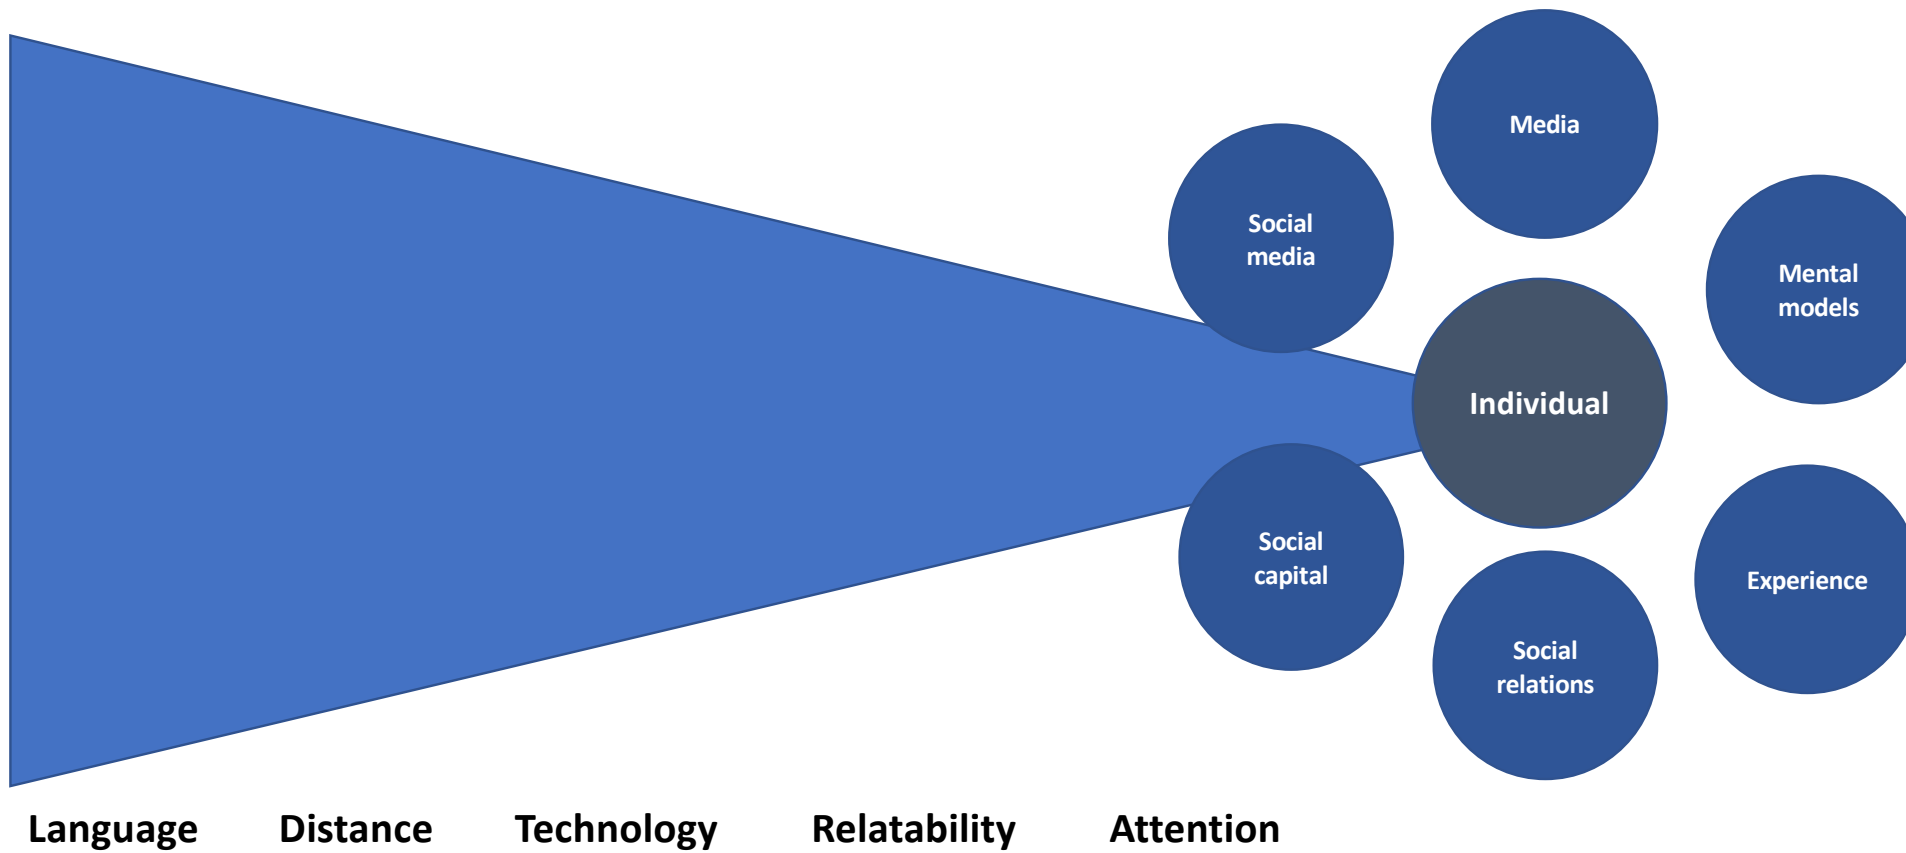 Media
Social
media
Mental
models
Individual
Social
capital
Experience
Social
relations
Language Distance Technology Relatability Attention